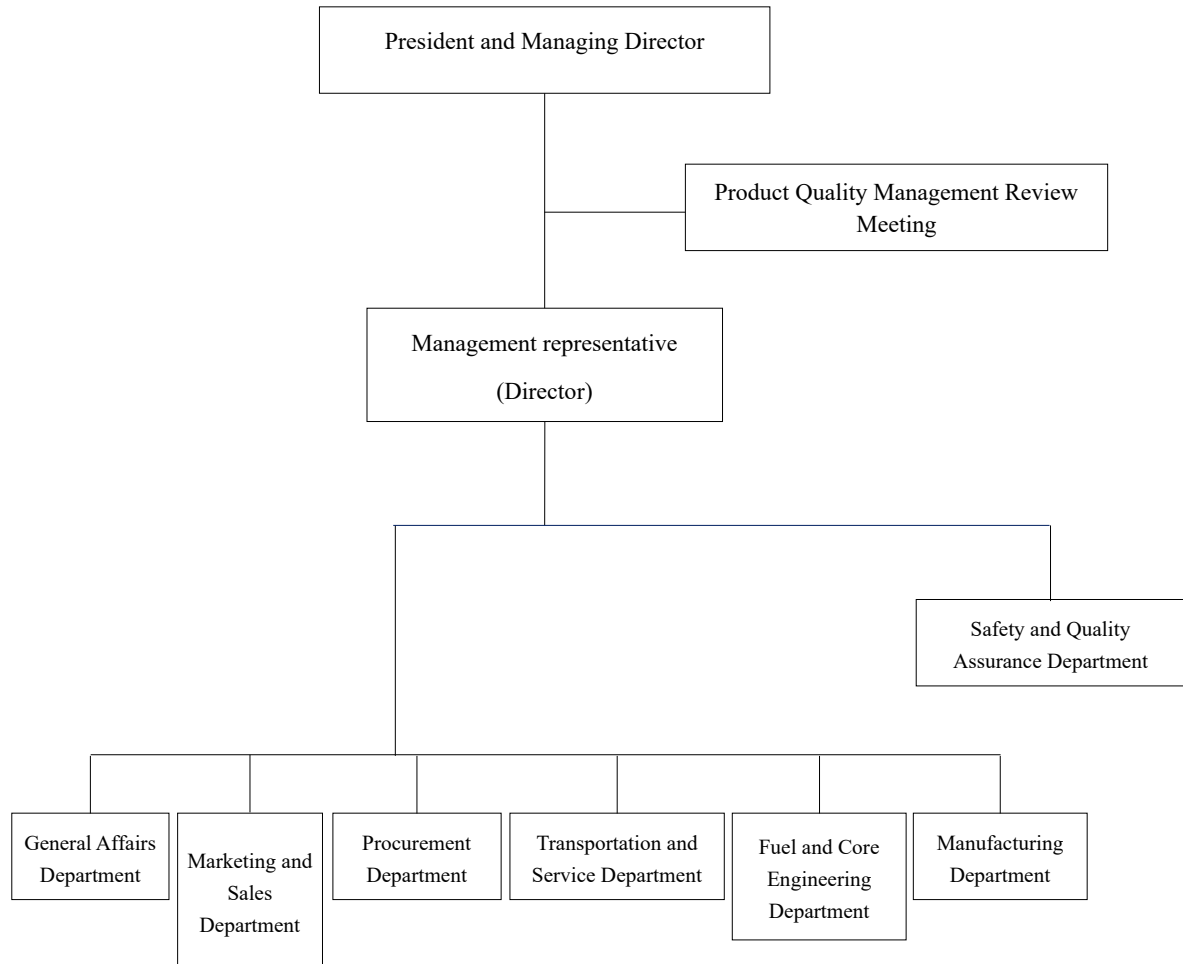 President and Managing Director
Product Quality Management Review
Meeting
Management representative
(Director)
Safety and Quality
Assurance Department
General Affairs
Department
Marketing and
Sales
Department
Procurement
Department
Transportation and
Service Department
Fuel and Core
Engineering
Department
Manufacturing
Department